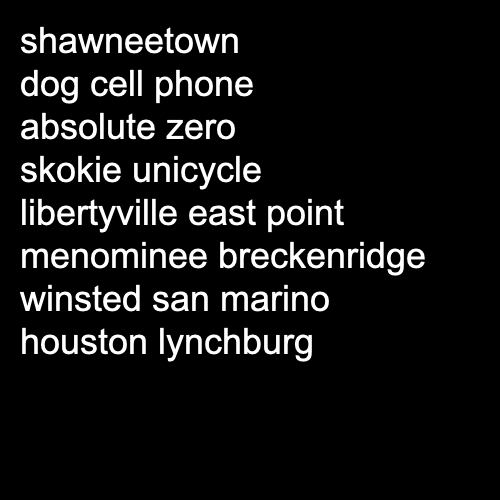 shawneetown
dog cell phone
absolute zero
skokie unicycle
libertyville east point
menominee breckenridge
winsted san marino
houston lynchburg